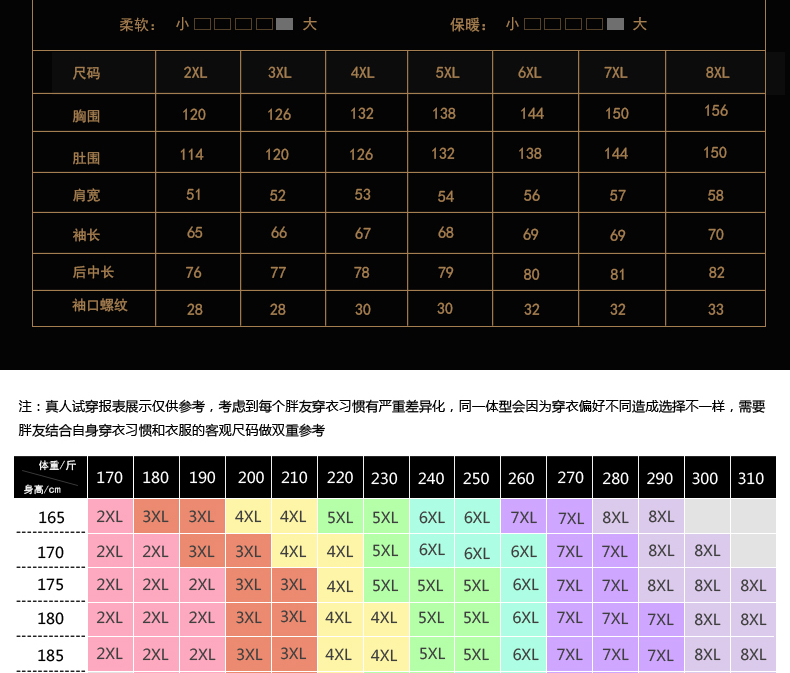 柔软： 小 大 保暖： 小 大
尺码 2XL 3XL 4XL 5XL 6XL 7XL 8XL
胸围 120 126 132 138 144 150 156
肚围 114 120 126 132 138 144 150
肩宽 51 52 53 54 56 57 58
袖长 65 66 67 68 69 69 70
后中长 76 77 78 79 80 81 82
袖口螺纹 28 28 30 30 32 32 33
注：真人试穿报表展示仅供参考，考虑到每个胖友穿衣习惯有严重差异化，同一体型会因为穿衣偏好不同造成选择不一样，需要
胖友结合自身穿衣习惯和衣服的客观尺码做双重参考
体重/斤
身高/cm 170 180 190 200 210 220 230 240 250 260 270 280 290 300 310
165 2XL 3XL 3XL 4XL 4XL 5XL 5XL 6XL 6XL 7XL 7XL 8XL 8XL
170 2XL 2XL 3XL 3XL 4XL 4XL 5XL 6XL 6XL 6XL 7XL 7XL 8XL 8XL
175 2XL 2XL 2XL 3XL 3XL 4XL 5XL 5XL 5XL 6XL 7XL 7XL 8XL 8XL 8XL
180 2XL 2XL 2XL 3XL 3XL 4XL 4XL 5XL 5XL 6XL 7XL 7XL 7XL 8XL 8XL
185 2XL 2XL 2XL 3XL 3XL 4XL 4XL 5XL 5XL 6XL 7XL 7XL 7XL 8XL 8XL